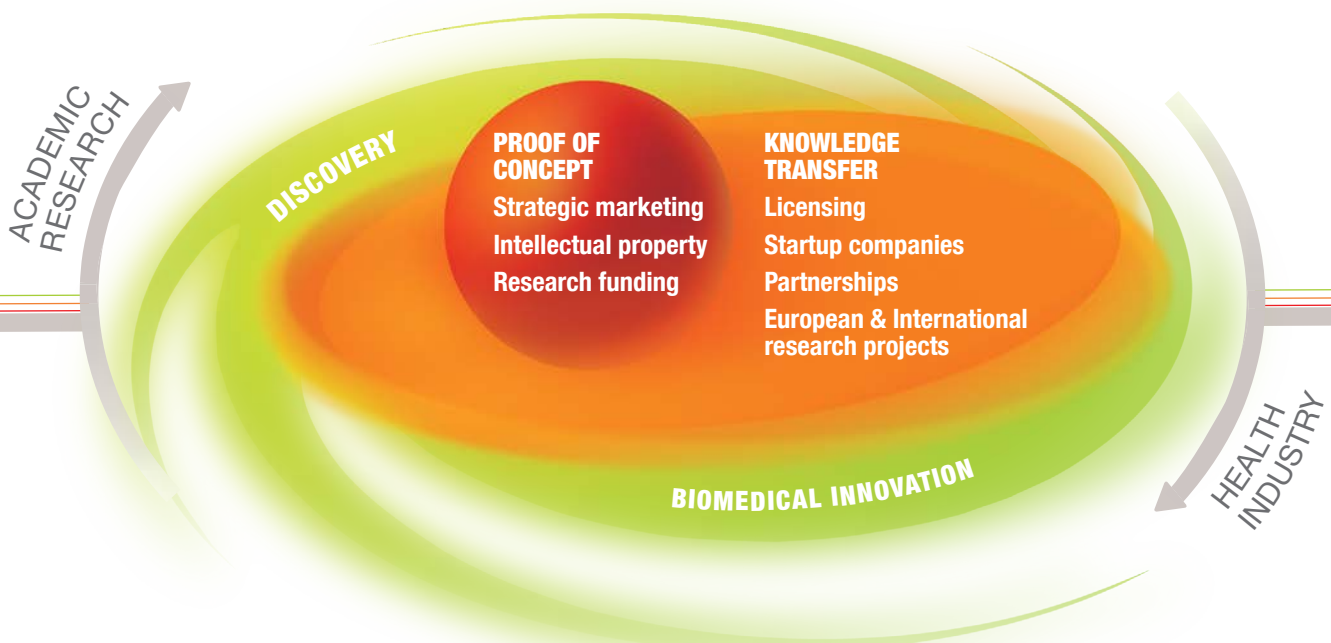 ACADEMIC
RESEARCH
DISCOVERY
PROOF OF
CONCEPT
Strategic marketing
Intellectual property
Research funding
KNOWLEDGE
TRANSFER
Licensing
Startup companies
Partnerships
European & International
research projects
BIOMEDICAL INNOVATION
HEALTH
INDUSTRY